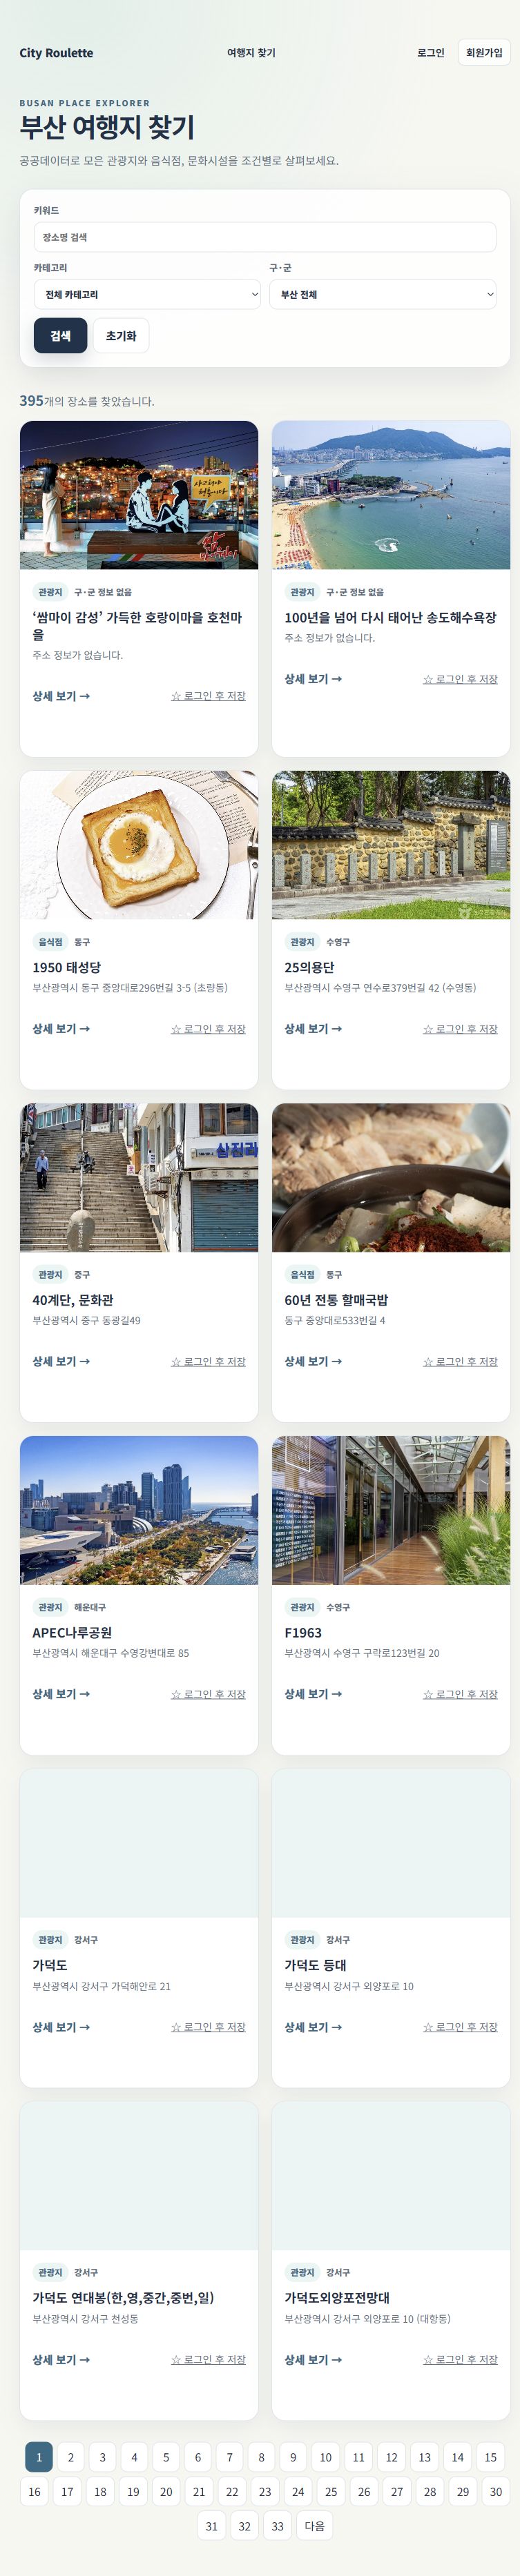 City Roulette
여행지 찾기
로그인
회원가입
BUSAN PLACE EXPLORER
부산 여행지 찾기
공공데이터로 모은 관광지와 음식점, 문화시설을 조건별로 살펴보세요.
키워드
장소명 검색
카테고리
구·군
전체 카테고리
부산 전체
검색
초기화
395개의 장소를 찾았습니다.
관광지 구·군 정보 없음
‘쌈마이 감성’ 가득한 호랑이마을 호천마
을
주소 정보가 없습니다.
상세 보기 →
☆ 로그인 후 저장
관광지 구·군 정보 없음
100년을 넘어 다시 태어난 송도해수욕장
주소 정보가 없습니다.
상세 보기 →
☆ 로그인 후 저장
음식점 동구
1950 태성당
부산광역시 동구 중앙대로296번길 3-5 (초량동)
상세 보기 →
☆ 로그인 후 저장
관광지 수영구
25의용단
부산광역시 수영구 연수로379번길 42 (수영동)
상세 보기 →
☆ 로그인 후 저장
관광지 중구
40계단, 문화관
부산광역시 중구 동광길49
상세 보기 →
☆ 로그인 후 저장
음식점 동구
60년 전통 할매국밥
동구 중앙대로533번길 4
상세 보기 →
☆ 로그인 후 저장
관광지 해운대구
APEC나루공원
부산광역시 해운대구 수영강변대로 85
상세 보기 →
☆ 로그인 후 저장
관광지 수영구
F1963
부산광역시 수영구 구락로123번길 20
상세 보기 →
☆ 로그인 후 저장
관광지 강서구
가덕도
부산광역시 강서구 가덕해안로 21
상세 보기 →
☆ 로그인 후 저장
관광지 강서구
가덕도 등대
부산광역시 강서구 외양포로 10
상세 보기 →
☆ 로그인 후 저장
관광지 강서구
가덕도 연대봉(한,영,중간,중번,일)
부산광역시 강서구 천성동
상세 보기 →
☆ 로그인 후 저장
관광지 강서구
가덕도외양포전망대
부산광역시 강서구 외양포로 10 (대항동)
상세 보기 →
☆ 로그인 후 저장
1 2 3 4 5 6 7 8 9 10 11 12 13 14 15
16 17 18 19 20 21 22 23 24 25 26 27 28 29 30
31 32 33 다음